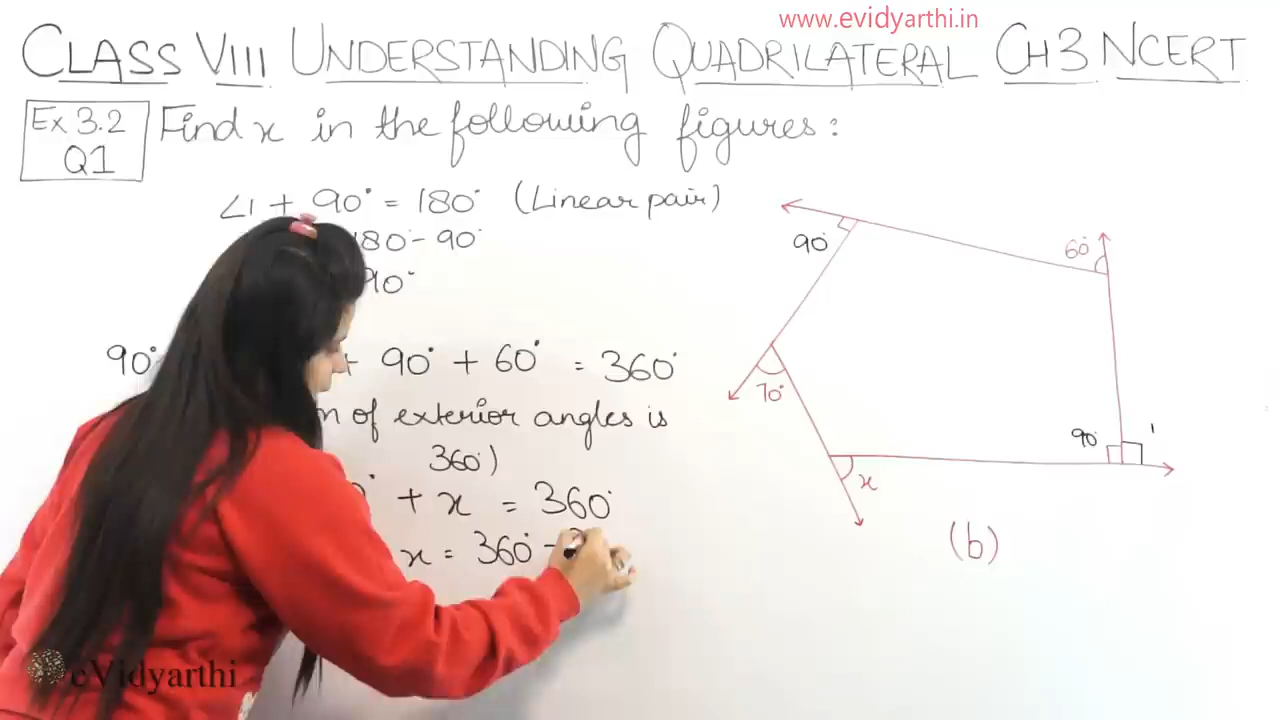 www.evidyarthi.in
CLASS VIII UNDERSTANDING QUADRILATERAL CH3 NCERT
Ex 3.2
Q1
Find x in the following figures:
∠1 + 90° = 180° (Linear pair)
180° - 90°
90°
90° + 90° + 60° = 360°
of exterior angles is
360°)
+ x = 360°
x = 360° -
90°
60°
70°
90°
1
x
(b)
eVidyarthi